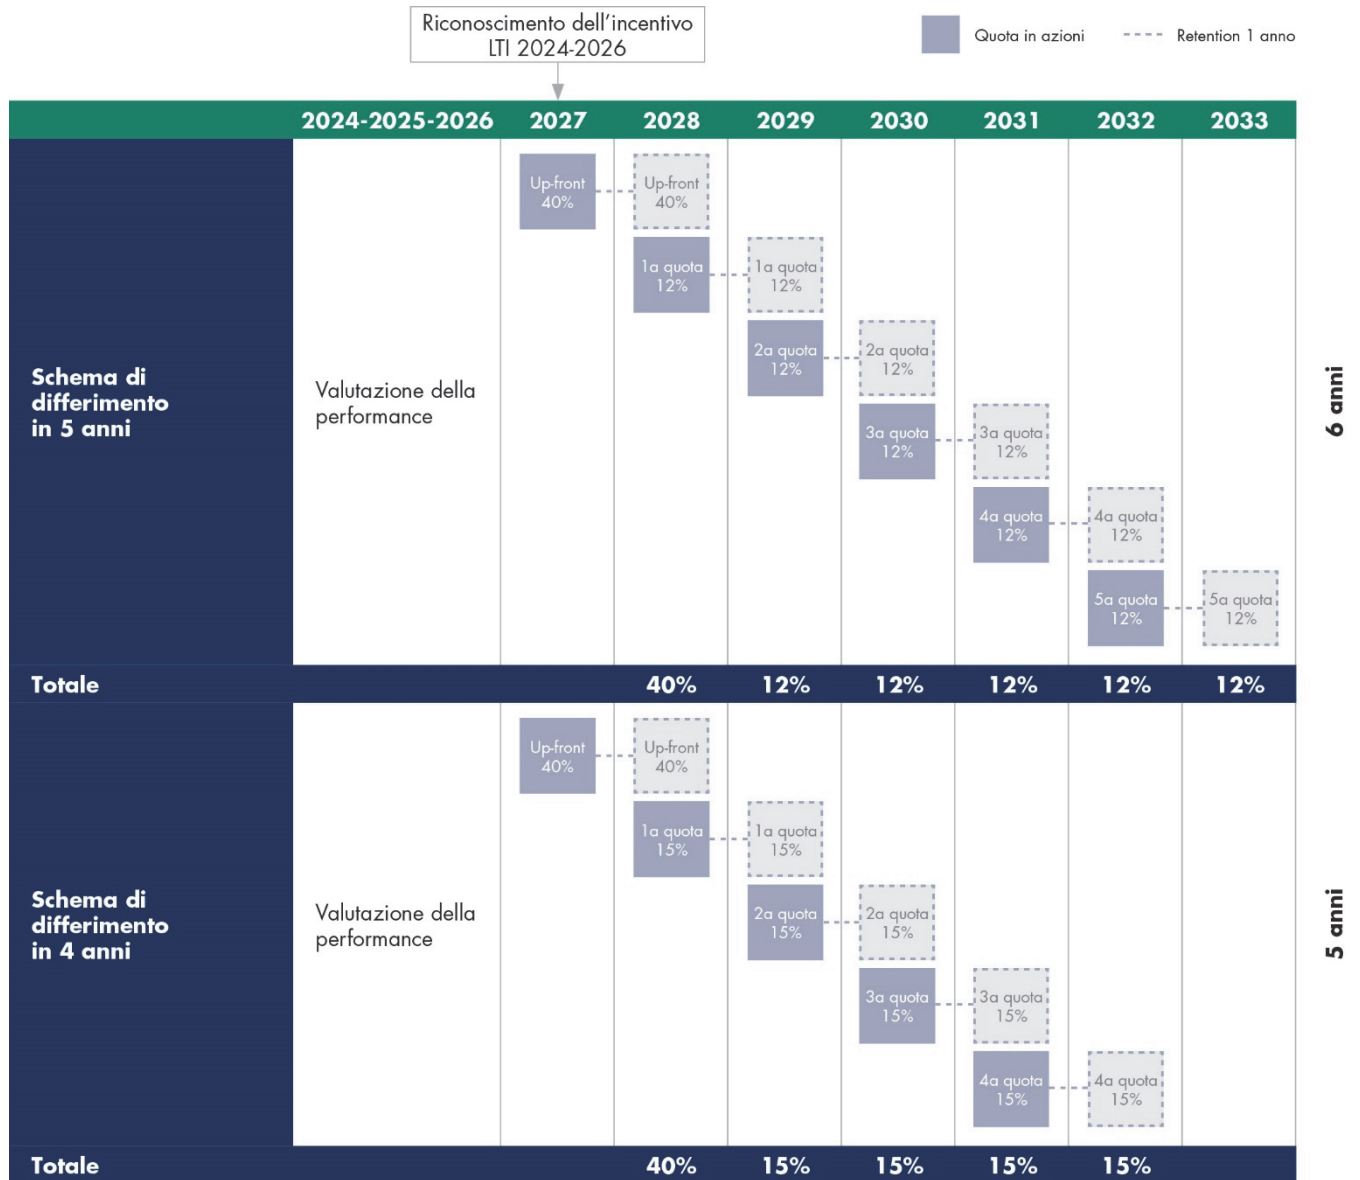 Riconoscimento dell'incentivo
LTI 2024-2026
Quota in azioni
Retention 1 anno
2024-2025-2026 2027 2028 2029 2030 2031 2032 2033
Schema di
differimento
in 5 anni
Valutazione della
performance
Up-front
40%
Up-front
40%
1a quota
12%
1a quota
12%
2a quota
12%
2a quota
12%
3a quota
12%
3a quota
12%
4a quota
12%
4a quota
12%
5a quota
12%
5a quota
12%
6 anni
Totale 40% 12% 12% 12% 12% 12%
Schema di
differimento
in 4 anni
Valutazione della
performance
Up-front
40%
Up-front
40%
1a quota
15%
1a quota
15%
2a quota
15%
2a quota
15%
3a quota
15%
3a quota
15%
4a quota
15%
4a quota
15%
5 anni
Totale 40% 15% 15% 15% 15%